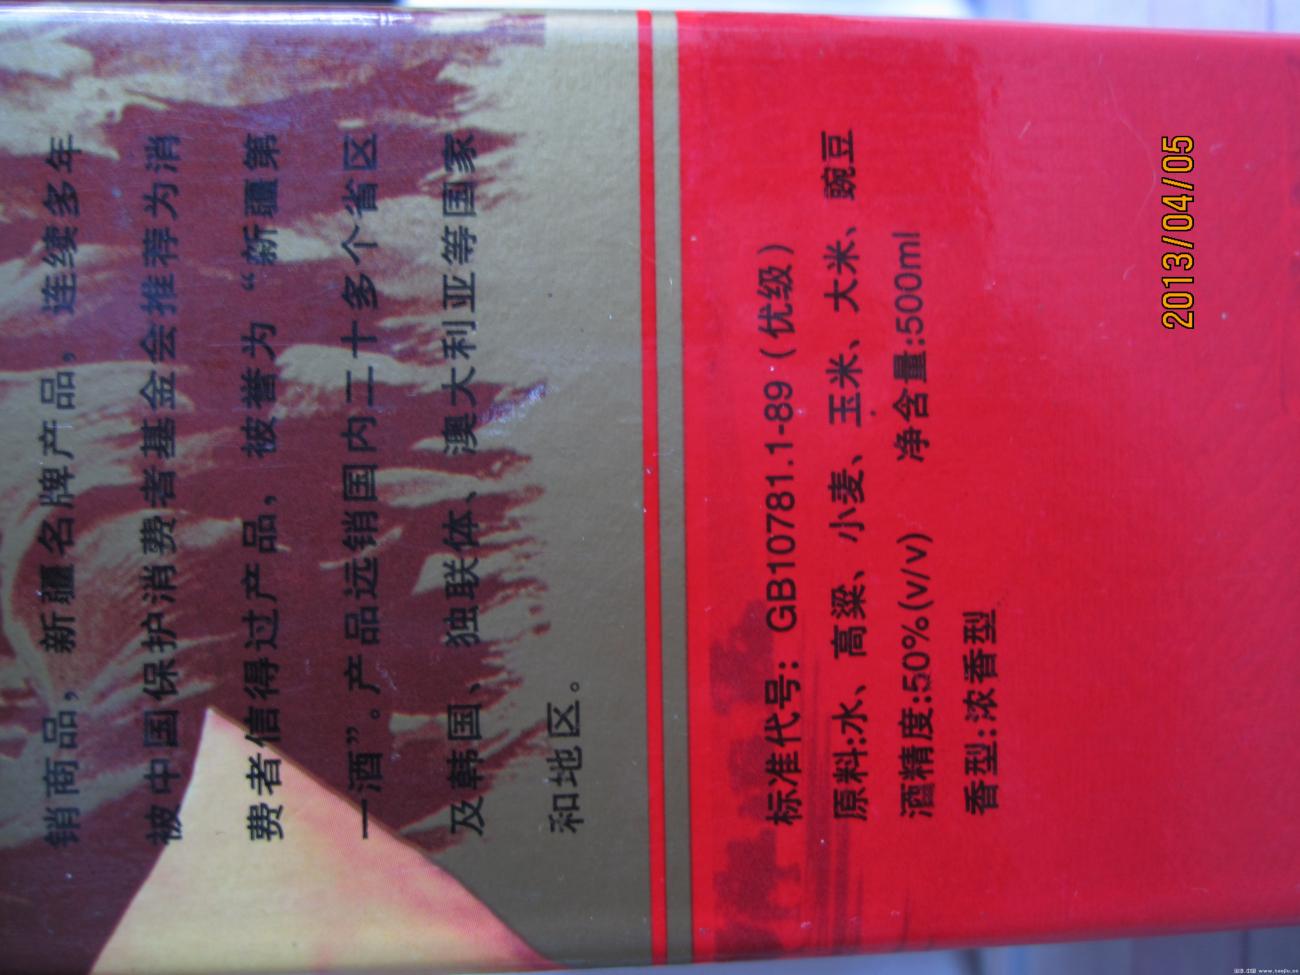 销商品，新疆名牌产品，连续多年
被中国保护消费者基金会推荐为消
费者信得过产品，被誉为“新疆第
一酒”。产品远销国内二十多个省区
及韩国、独联体、澳大利亚等国家
和地区。
标准代号：GB10781.1-89（优级）
原料:水、高粱、小麦、玉米、大米、豌豆
酒精度:50%(v/v) 净含量:500ml
香型:浓香型
2013/04/05